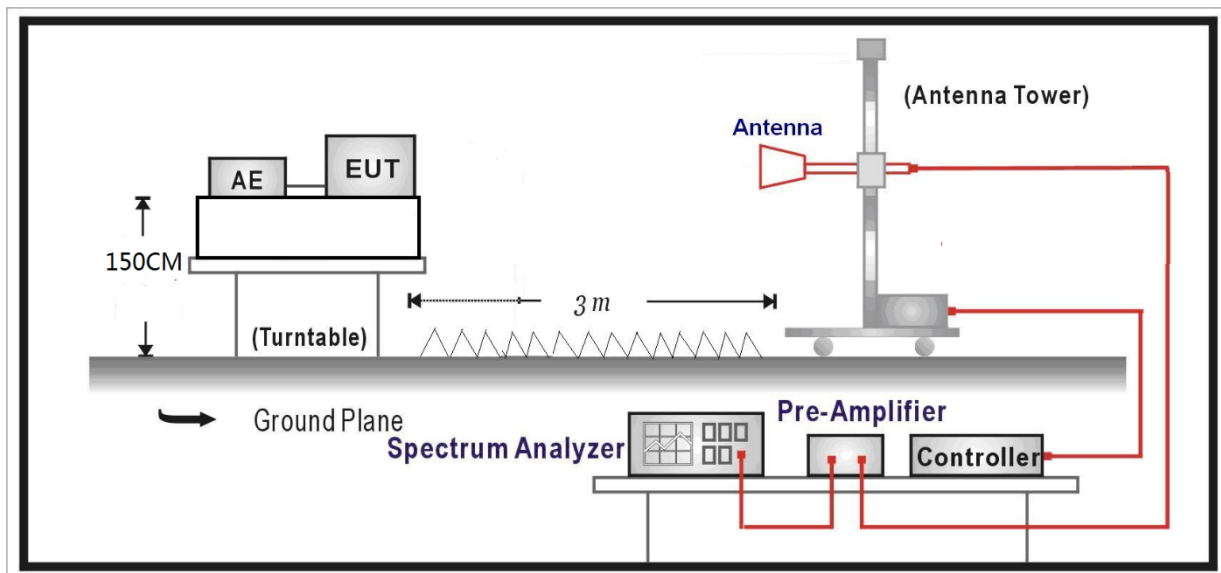 (Antenna Tower)
Antenna
EUT
AE
150CM
3 m
(Turntable)
Ground Plane
Pre-Amplifier
Spectrum Analyzer
Controller